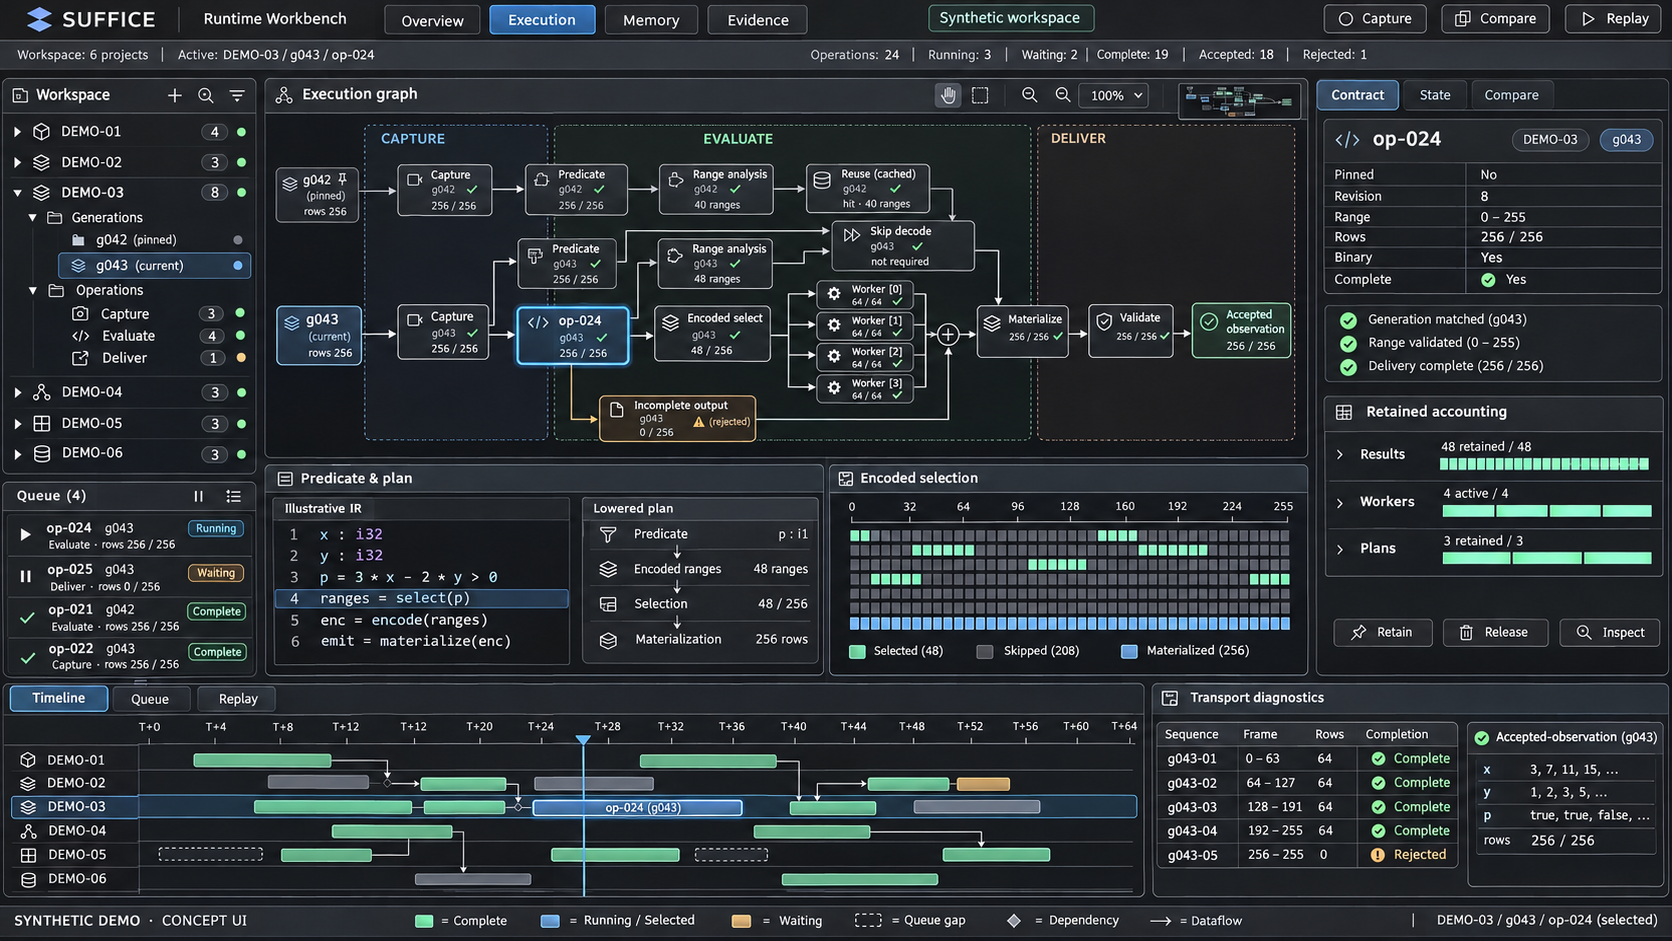 SUFFICE
Runtime Workbench
Overview
Execution
Memory
Evidence
Synthetic workspace
Capture
Compare
Replay
Workspace: 6 projects
Active: DEMO-03 / g043 / op-024
Operations: 24
Running: 3
Waiting: 2
Complete: 19
Accepted: 18
Rejected: 1
Workspace
DEMO-01
4
DEMO-02
3
DEMO-03
8
Generations
g042 (pinned)
g043 (current)
Operations
Capture
3
Evaluate
4
Deliver
1
DEMO-04
3
DEMO-05
3
DEMO-06
3
Queue (4)
op-024 g043
Running
Evaluate · rows 256 / 256
op-025 g043
Waiting
Deliver · rows 0 / 256
op-021 g042
Complete
Evaluate · rows 256 / 256
op-022 g043
Complete
Capture · rows 256 / 256
Execution graph
100%
CAPTURE
EVALUATE
DELIVER
g042
(pinned)
rows 256
Capture
g042
256 / 256
Predicate
g042
256 / 256
Range analysis
g042
40 ranges
Reuse (cached)
g042
hit · 40 ranges
Predicate
g043
256 / 256
Range analysis
g043
48 ranges
Skip decode
g043
not required
g043
(current)
rows 256
Capture
g043
256 / 256
op-024
g043
256 / 256
Encoded select
g043
48 / 256
Worker [0]
64 / 64
Worker [1]
64 / 64
Worker [2]
64 / 64
Worker [3]
64 / 64
Materialize
256 / 256
Validate
256 / 256
Accepted
observation
256 / 256
Incomplete output
g043
(rejected)
0 / 256
Predicate & plan
Illustrative IR
1 x : i32
2 y : i32
3 p = 3 * x - 2 * y > 0
4 ranges = select(p)
5 enc = encode(ranges)
6 emit = materialize(enc)
Lowered plan
Predicate p : i1
Encoded ranges 48 ranges
Selection 48 / 256
Materialization 256 rows
Encoded selection
0 32 64 96 128 160 192 224 255
Selected (48)
Skipped (208)
Materialized (256)
Contract
State
Compare
op-024
DEMO-03
g043
Pinned No
Revision 8
Range 0 – 255
Rows 256 / 256
Binary Yes
Complete Yes
Generation matched (g043)
Range validated (0 – 255)
Delivery complete (256 / 256)
Retained accounting
Results
48 retained / 48
Workers
4 active / 4
Plans
3 retained / 3
Retain
Release
Inspect
Timeline
Queue
Replay
T+0 T+4 T+8 T+12 T+12 T+20 T+24 T+28 T+32 T+36 T+40 T+44 T+48 T+52 T+56 T+60 T+64
DEMO-01
DEMO-02
DEMO-03
op-024 (g043)
DEMO-04
DEMO-05
DEMO-06
Transport diagnostics
Sequence Frame Rows Completion
g043-01 0 – 63 64 Complete
g043-02 64 – 127 64 Complete
g043-03 128 – 191 64 Complete
g043-04 192 – 255 64 Complete
g043-05 256 – 255 0 Rejected
Accepted-observation (g043)
x 3, 7, 11, 15, ...
y 1, 2, 3, 5, ...
p true, true, false, ...
rows 256 / 256
SYNTHETIC DEMO · CONCEPT UI
= Complete
= Running / Selected
= Waiting
= Queue gap
= Dependency
= Dataflow
DEMO-03 / g043 / op-024 (selected)